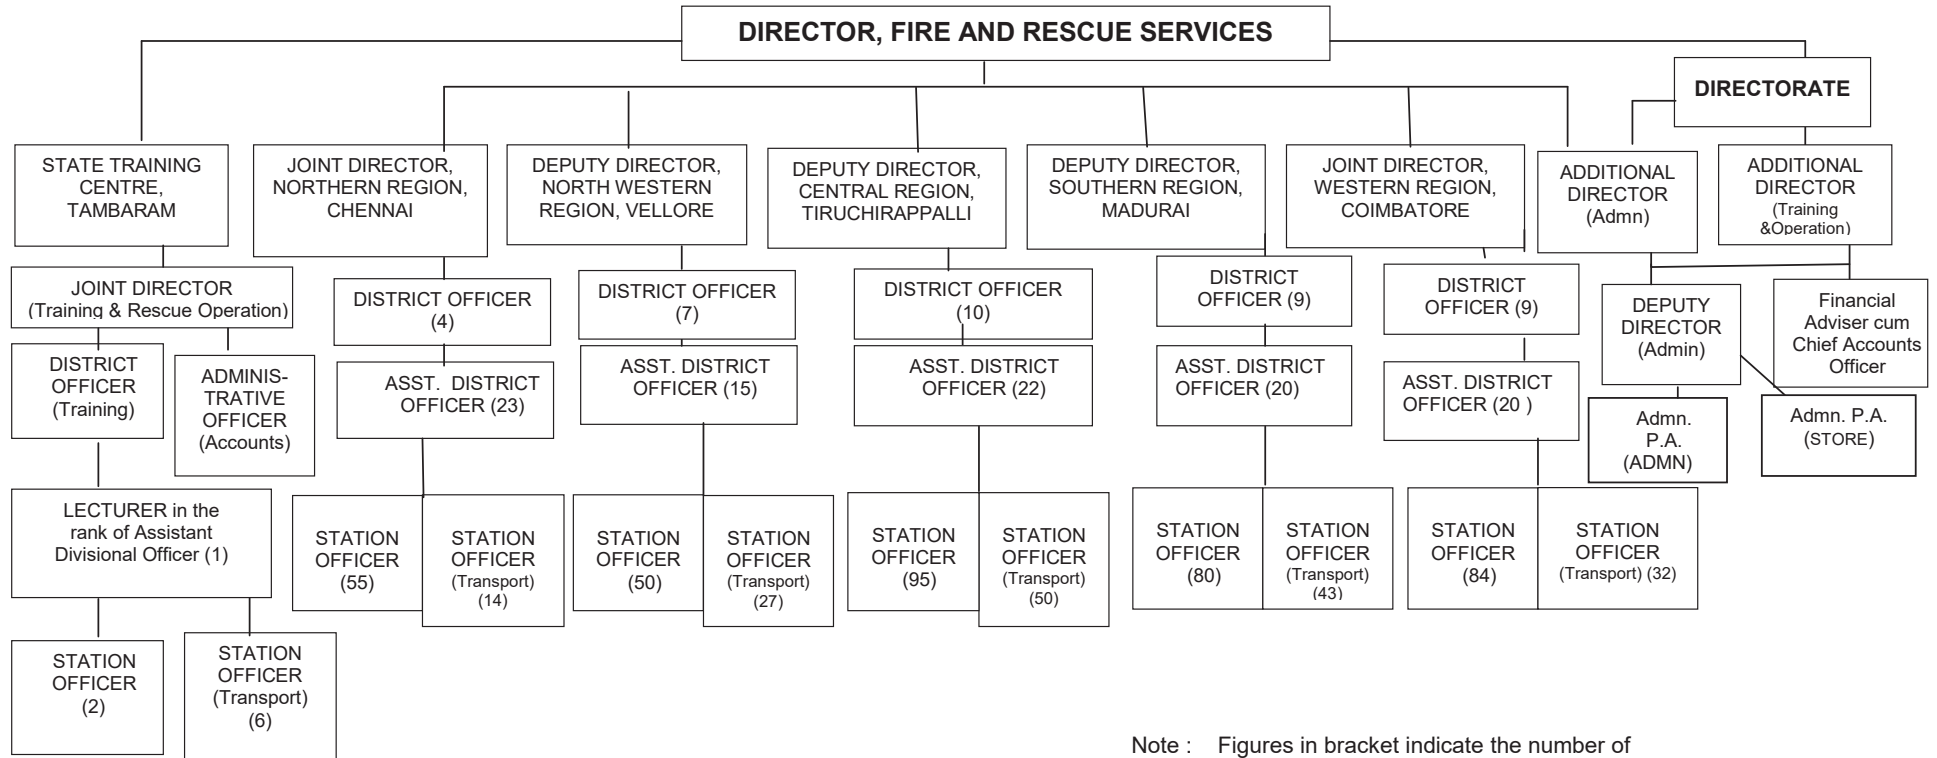 DIRECTOR, FIRE AND RESCUE SERVICES
DIRECTORATE
STATE TRAINING
CENTRE,
TAMBARAM
JOINT DIRECTOR,
NORTHERN REGION,
CHENNAI
DEPUTY DIRECTOR,
NORTH WESTERN
REGION, VELLORE
DEPUTY DIRECTOR,
CENTRAL REGION,
TIRUCHIRAPPALLI
DEPUTY DIRECTOR,
SOUTHERN REGION,
MADURAI
JOINT DIRECTOR,
WESTERN REGION,
COIMBATORE
ADDITIONAL
DIRECTOR
(Admn)
ADDITIONAL
DIRECTOR
(Training
&Operation)
JOINT DIRECTOR
(Training & Rescue Operation)
DISTRICT OFFICER
(4)
DISTRICT OFFICER
(7)
DISTRICT OFFICER
(10)
DISTRICT
OFFICER (9)
DISTRICT
OFFICER (9)
DEPUTY
DIRECTOR
(Admin)
Financial
Adviser cum
Chief Accounts
Officer
DISTRICT
OFFICER
(Training)
ADMINIS-
TRATIVE
OFFICER
(Accounts)
ASST.  DISTRICT
OFFICER (23)
ASST. DISTRICT
OFFICER (15)
ASST. DISTRICT
OFFICER (22)
ASST. DISTRICT
OFFICER (20)
ASST. DISTRICT
OFFICER (20 )
Admn.
P.A.
(ADMN)
Admn. P.A.
(STORE)
LECTURER in the
rank of Assistant
Divisional Officer (1)
STATION
OFFICER
(55)
STATION
OFFICER
(Transport)
(14)
STATION
OFFICER
(50)
STATION
OFFICER
(Transport)
(27)
STATION
OFFICER
(95)
STATION
OFFICER
(Transport)
(50)
STATION
OFFICER
(80)
STATION
OFFICER
(Transport)
(43)
STATION
OFFICER
(84)
STATION
OFFICER
(Transport) (32)
STATION
OFFICER
(2)
STATION
OFFICER
(Transport)
(6)
Note :    Figures in bracket indicate the number of